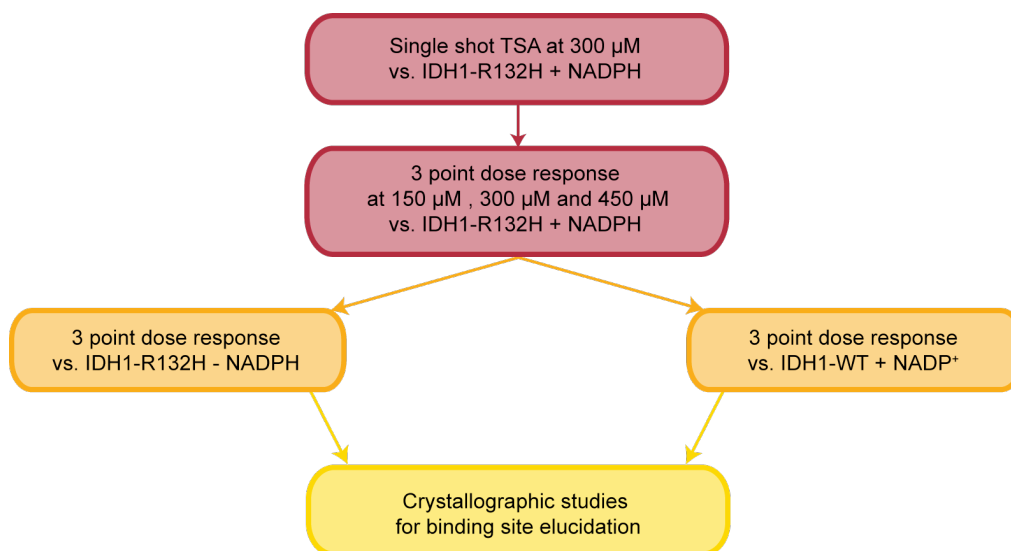 Single shot TSA at 300 µM
vs. IDH1-R132H + NADPH
3 point dose response
at 150 µM , 300 µM and 450 µM
vs. IDH1-R132H + NADPH
3 point dose response
vs. IDH1-R132H - NADPH
3 point dose response
vs. IDH1-WT + NADP⁺
Crystallographic studies
for binding site elucidation